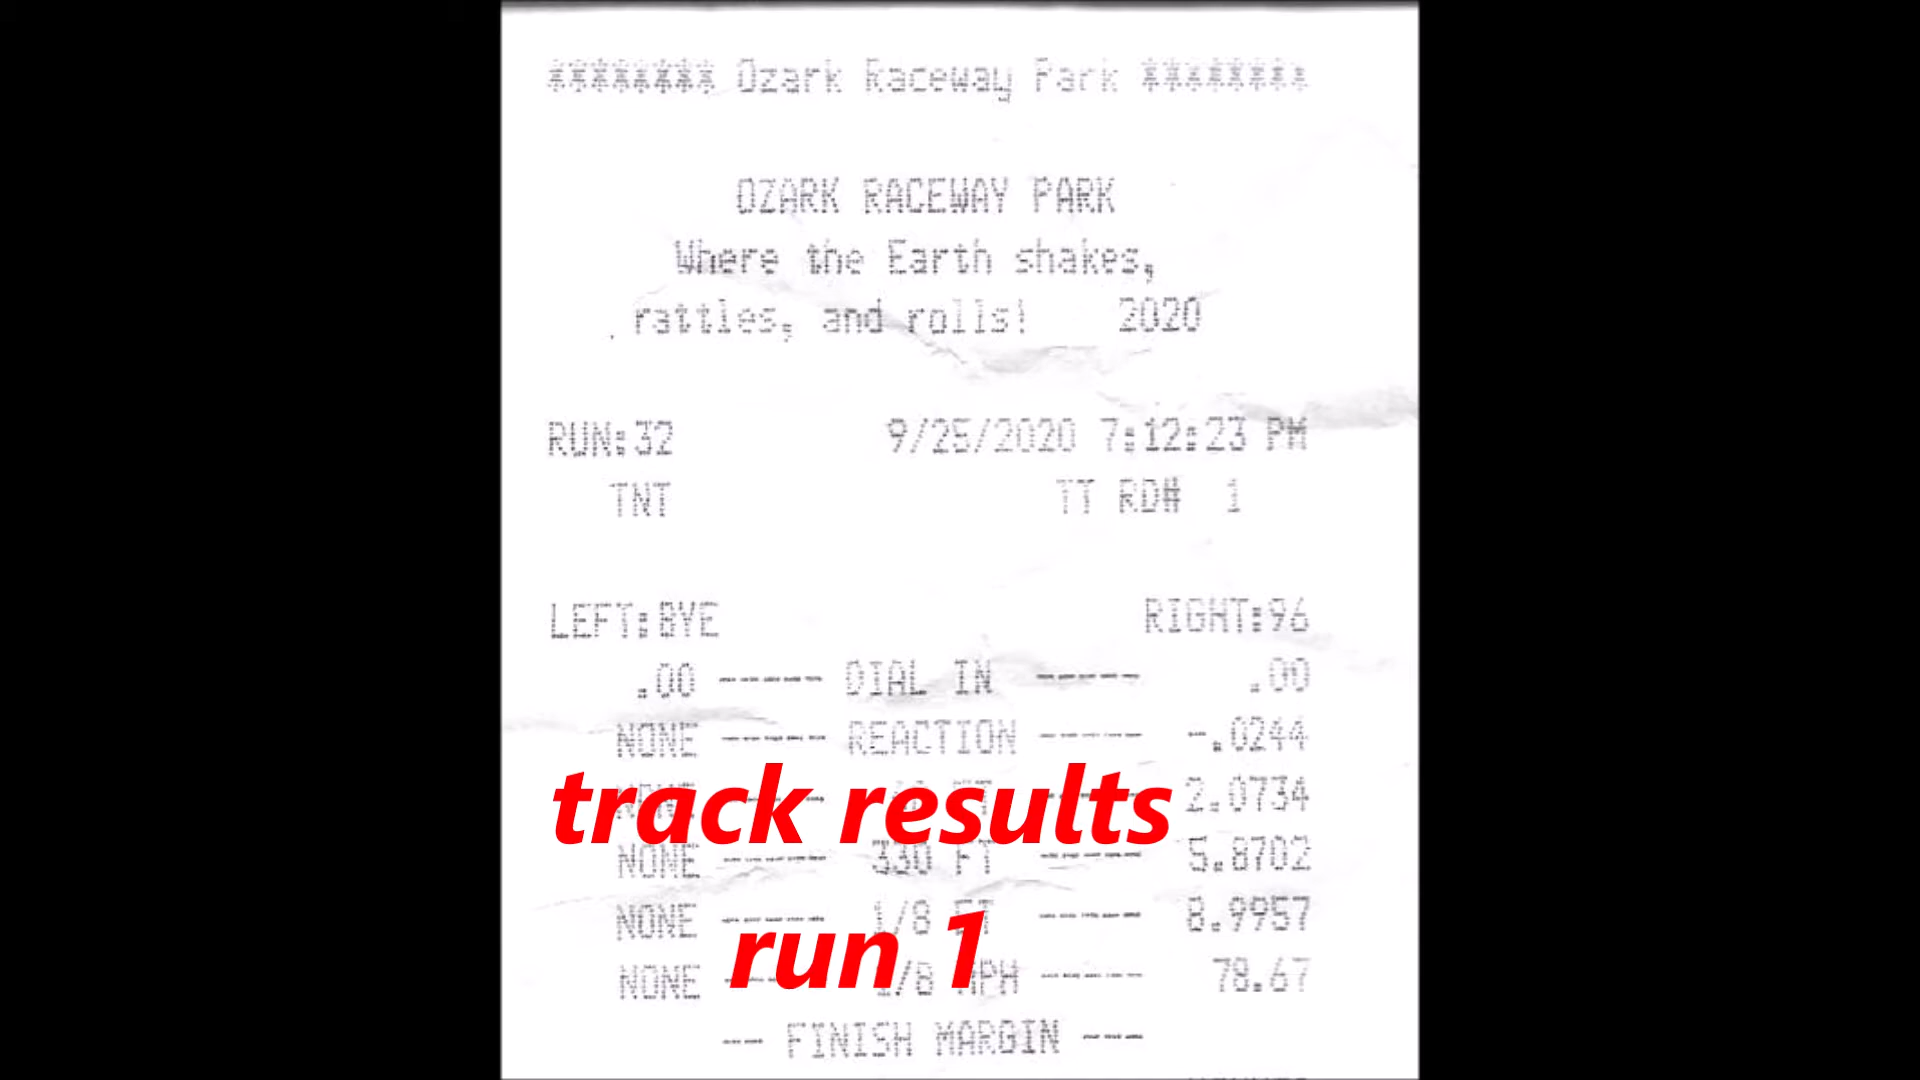 ******** Ozark Raceway Park ********
OZARK RACEWAY PARK
Where the Earth shakes,
rattles, and rolls! 2020
RUN:32 9/25/2020 7:12:23 PM
TNT TT RD# 1
LEFT:BYE RIGHT:96
.00 ----- DIAL IN ----- .00
NONE ----- REACTION ----- -.0244
2.0734
NONE ----- 330 FT ----- 5.8702
NONE ----- 1/8 ET ----- 8.9957
NONE ----- 1/8 MPH ----- 78.67
-- FINISH MARGIN ---
track results
run 1